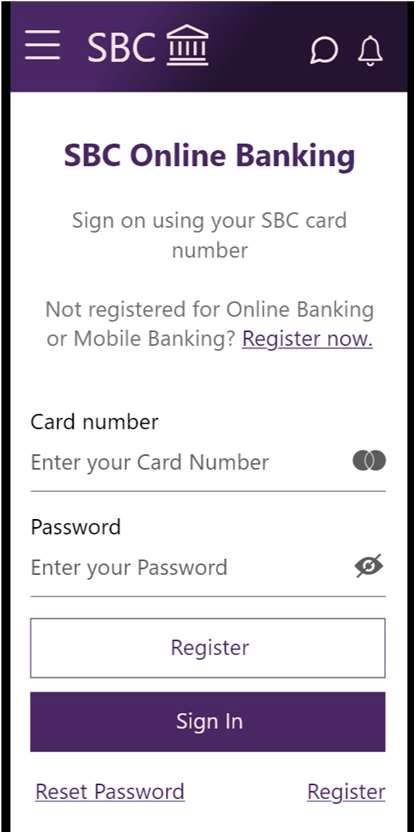 SBC
SBC Online Banking
Sign on using your SBC card
number
Not registered for Online Banking
or Mobile Banking? Register now.
Card number
Enter your Card Number
Password
Enter your Password
Register
Sign In
Reset Password Register